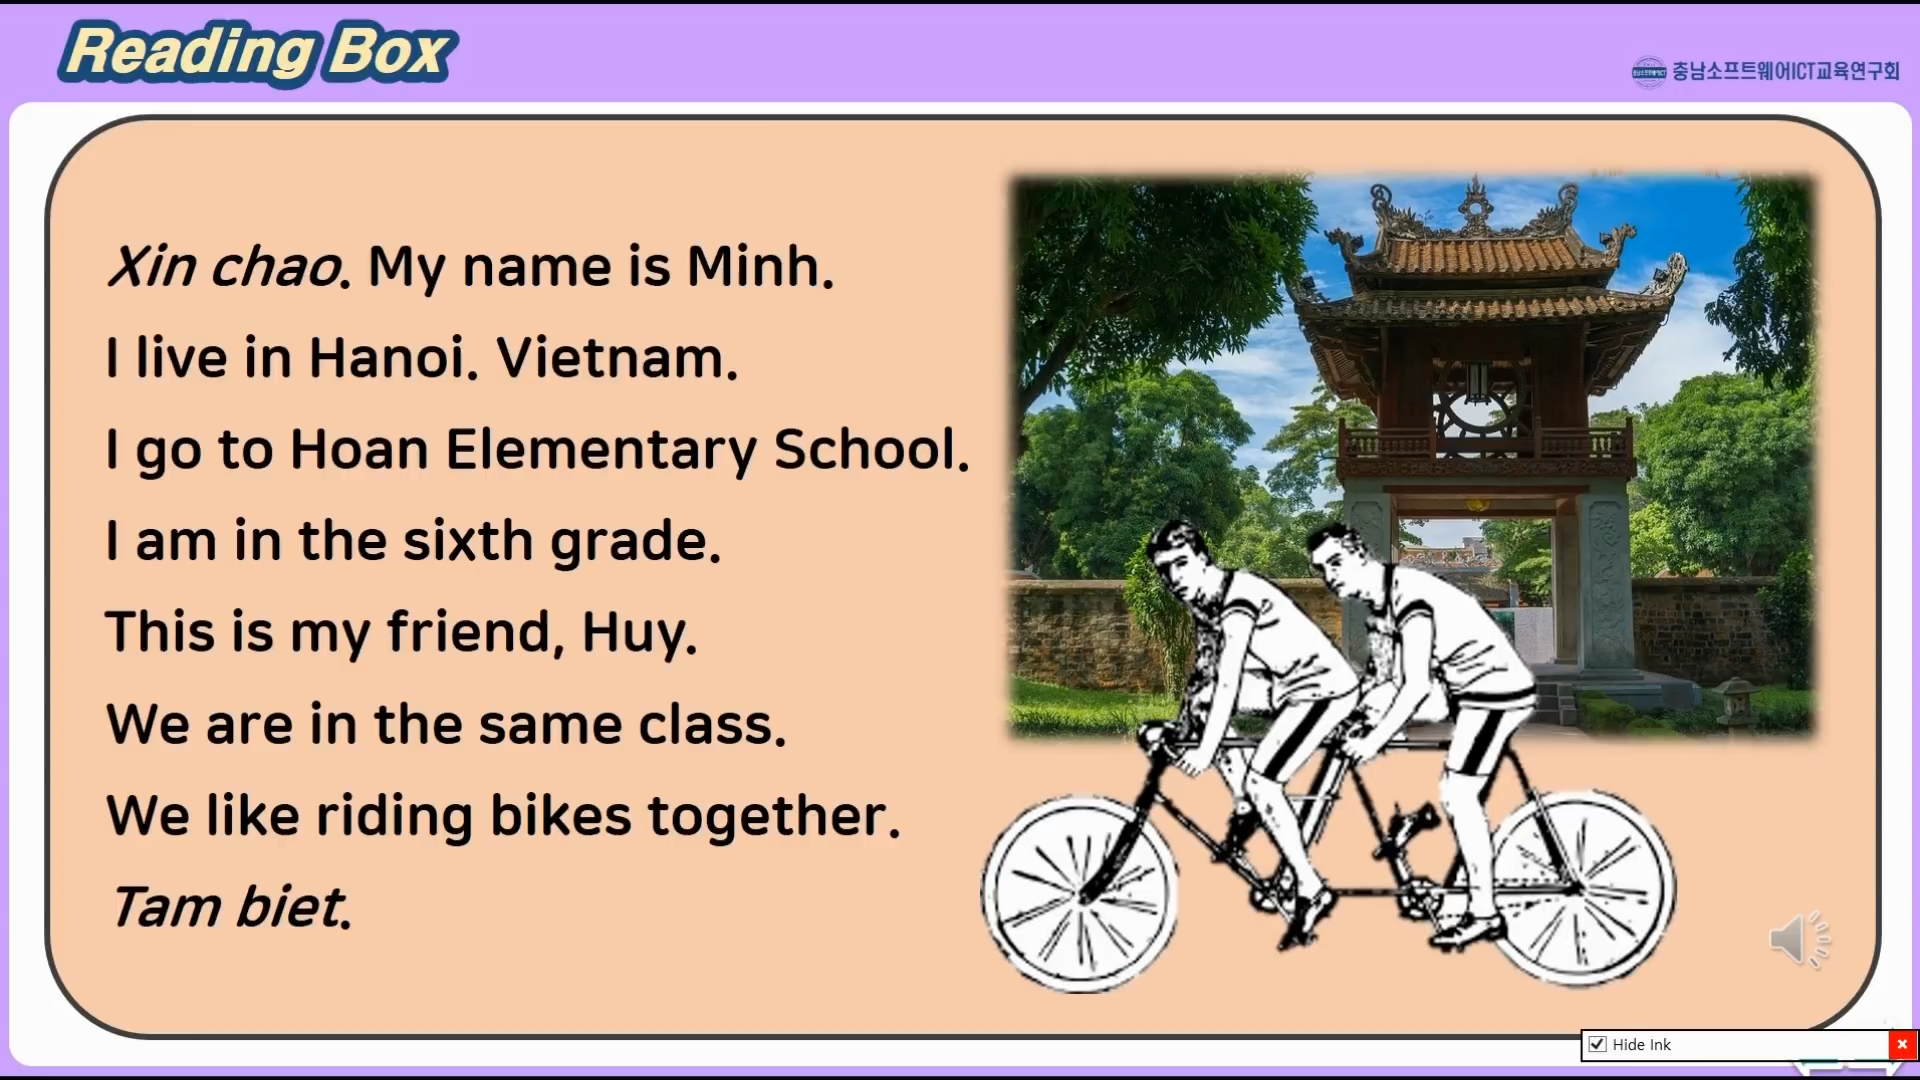 Reading Box
충남소프트웨어ICT교육연구회
Xin chao. My name is Minh.
I live in Hanoi. Vietnam.
I go to Hoan Elementary School.
I am in the sixth grade.
This is my friend, Huy.
We are in the same class.
We like riding bikes together.
Tam biet.
Hide Ink